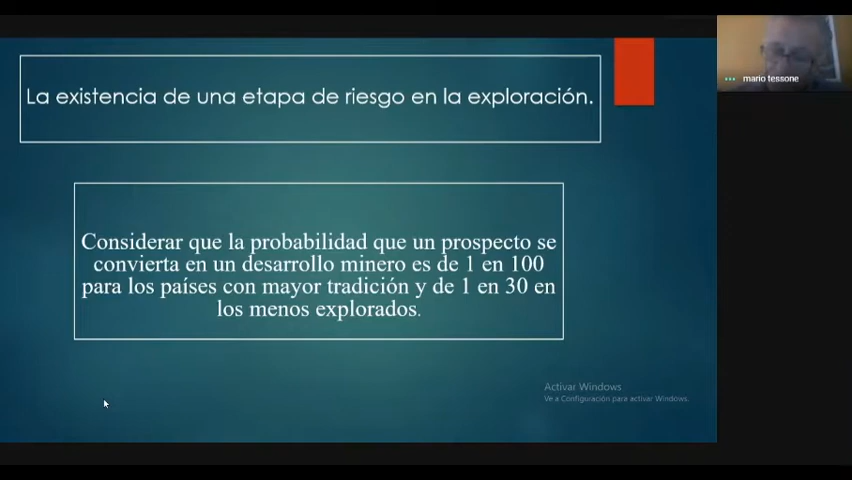 La existencia de una etapa de riesgo en la exploración.
mario tessone
Considerar que la probabilidad que un prospecto se
convierta en un desarrollo minero es de 1 en 100
para los países con mayor tradición y de 1 en 30 en
los menos explorados.
Activar Windows
Ve a Configuración para activar Windows.